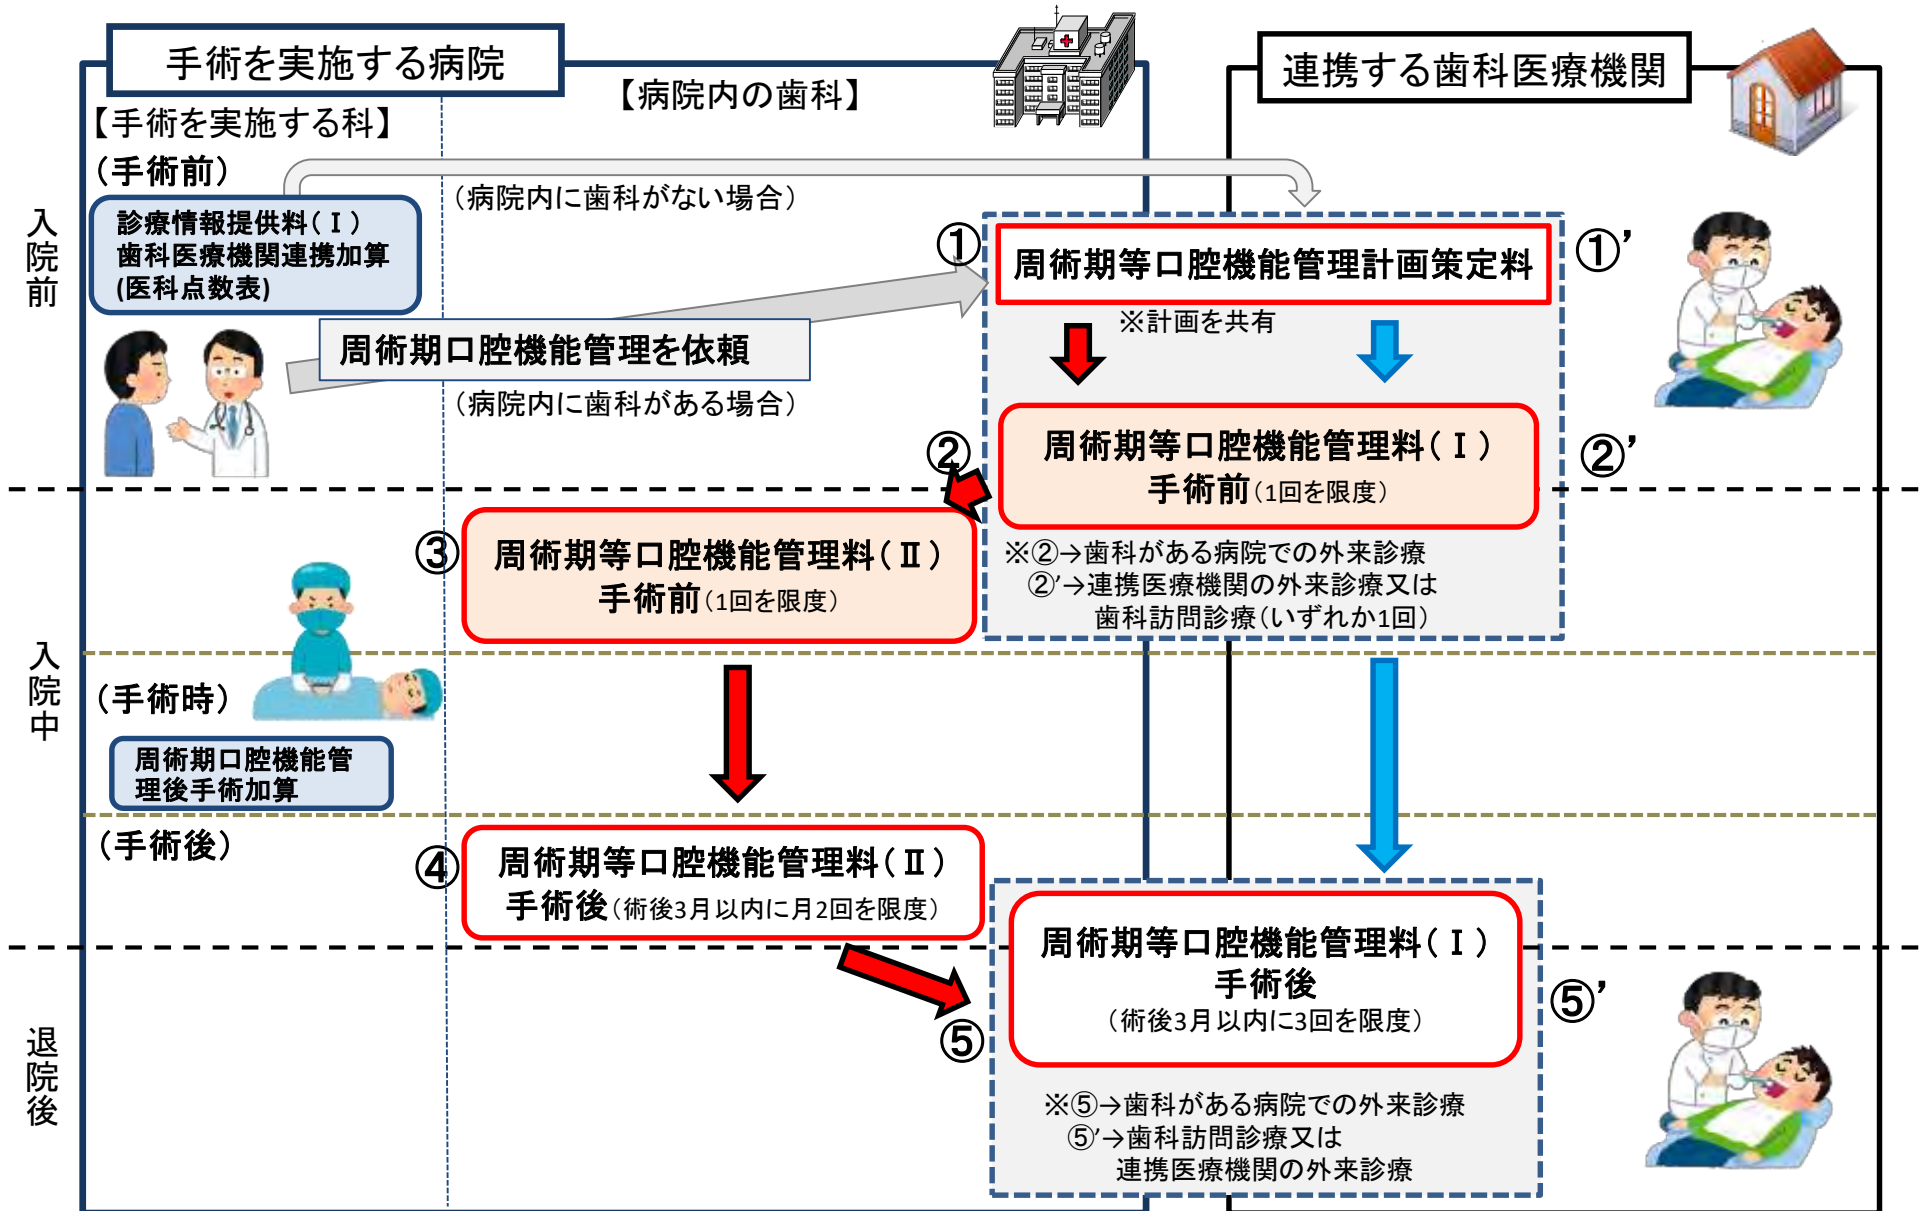 手術を実施する病院
連携する歯科医療機関
【病院内の歯科】
【手術を実施する科】
(手術前)
入院前
診療情報提供料(Ⅰ)
歯科医療機関連携加算
(医科点数表)
(病院内に歯科がない場合)
周術期口腔機能管理を依頼
(病院内に歯科がある場合)
①
周術期等口腔機能管理計画策定料
①’
※計画を共有
②
周術期等口腔機能管理料(Ⅰ)
手術前(1回を限度)
②’
※②→歯科がある病院での外来診療
②’→連携医療機関の外来診療又は
歯科訪問診療(いずれか1回)
入院中
③
周術期等口腔機能管理料(Ⅱ)
手術前(1回を限度)
(手術時)
周術期口腔機能管
理後手術加算
(手術後)
④
周術期等口腔機能管理料(Ⅱ)
手術後(術後3月以内に月2回を限度)
退院後
⑤
周術期等口腔機能管理料(Ⅰ)
手術後
(術後3月以内に3回を限度)
⑤’
※⑤→歯科がある病院での外来診療
⑤’→歯科訪問診療又は
連携医療機関の外来診療